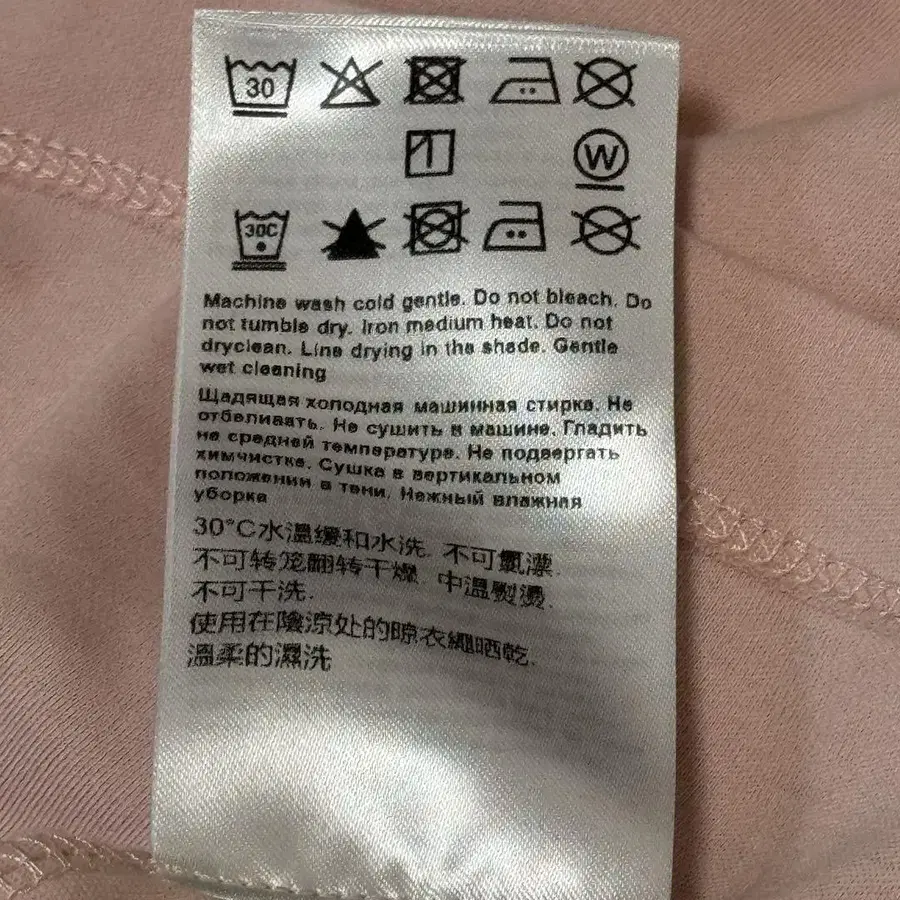 30
W
30C
Machine wash cold gentle. Do not bleach. Do
not tumble dry. Iron medium heat. Do not
dryclean. Line drying in the shade. Gentle
wet cleaning
Щадящая холодная машинная стирка. Не
отбеливать. Не сушить в машине. Гладить
на средней температуре. Не подвергать
химчистке. Сушка в вертикальном
положении в тени. Нежный влажная
уборка
30°C水溫缓和水洗. 不可氯漂.
不可转笼翻转干燥. 中溫熨燙.
不可干洗.
使用在陰涼处的晾衣繩晒乾.
溫柔的濕洗